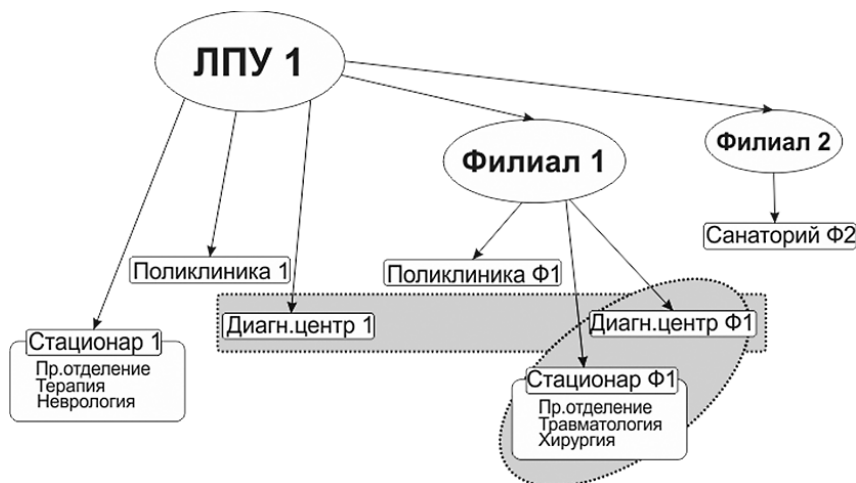 ЛПУ 1
Филиал 1
Филиал 2
Санаторий Ф2
Поликлиника 1
Поликлиника Ф1
Диагн.центр 1
Диагн.центр Ф1
Стационар 1
Пр.отделение
Терапия
Неврология
Стационар Ф1
Пр.отделение
Травматология
Хирургия